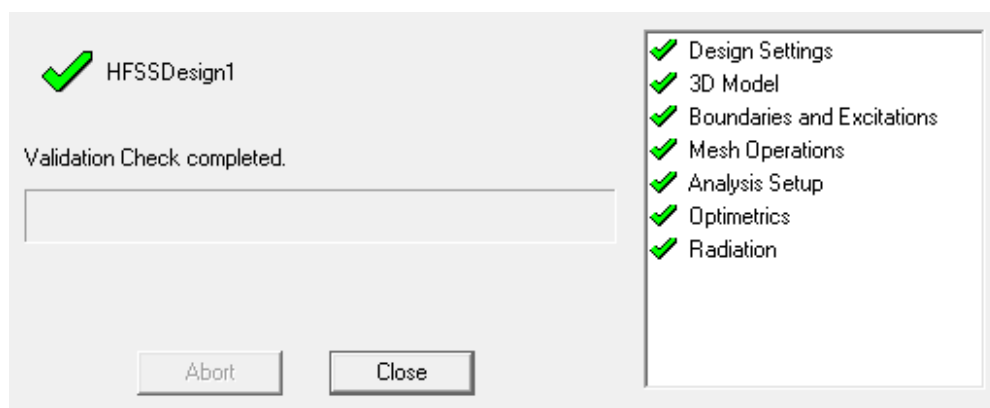 HFSSDesign1
Validation Check completed.
Abort
Close
Design Settings
3D Model
Boundaries and Excitations
Mesh Operations
Analysis Setup
Optimetrics
Radiation